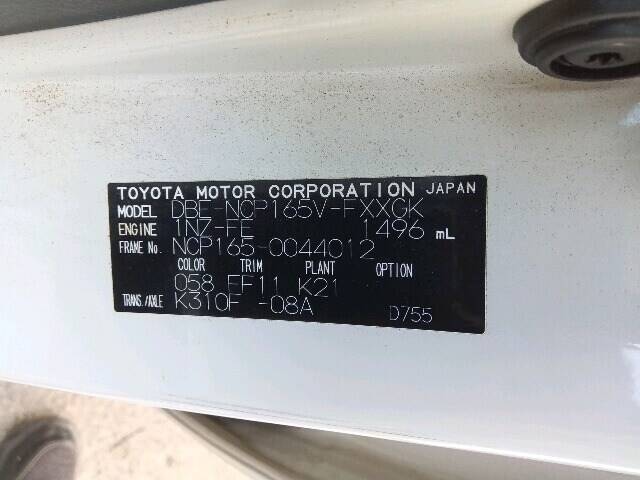 TOYOTA MOTOR CORPORATION JAPAN
MODEL DBE-NCP165V-FXXGK
ENGINE 1NZ-FE 1496 mL
FRAME No. NCP165-0044012
COLOR TRIM PLANT OPTION
058 EF11 K21
TRANS./AXLE K310F -08A D755